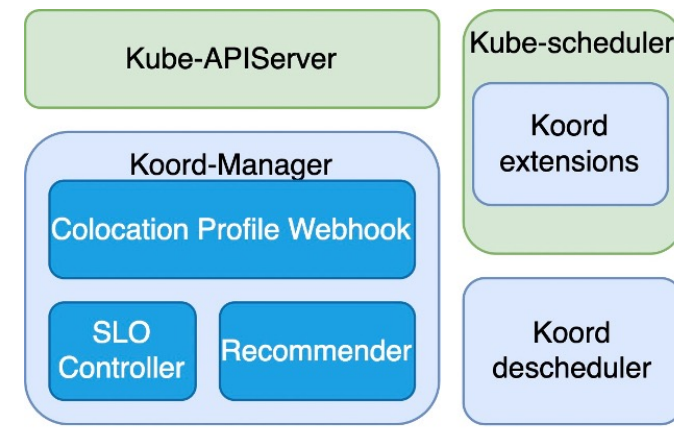 Kube-APIServer
Kube-scheduler
Koord
extensions
Koord-Manager
Colocation Profile Webhook
SLO
Controller
Recommender
Koord
descheduler